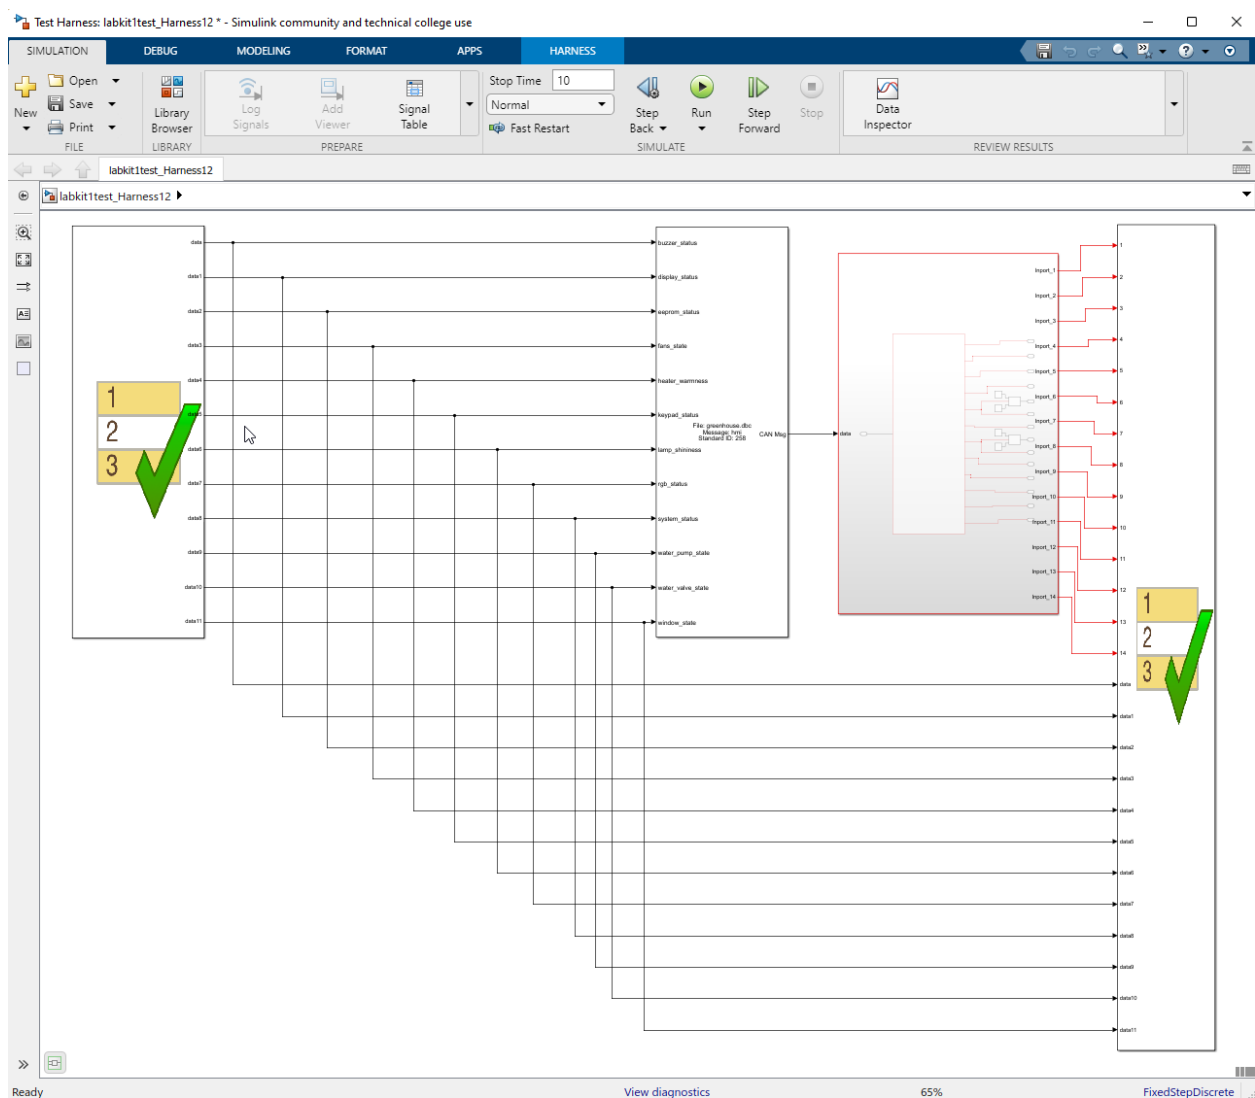 Test Harness: labkit1test_Harness12 * - Simulink community and technical college use
SIMULATION DEBUG MODELING FORMAT APPS HARNESS
New
Open
Save
Print
FILE
Library
Browser
LIBRARY
Log
Signals
Add
Viewer
Signal
Table
PREPARE
Stop Time 10
Normal
Fast Restart
Step
Back
Run
Step
Forward
Stop
SIMULATE
Data
Inspector
REVIEW RESULTS
labkit1test_Harness12
labkit1test_Harness12
data
data1
data2
data3
data4
data5
data6
data7
data8
data9
data10
data11
1
2
3
buzzer_status
display_status
eeprom_status
fans_state
heater_warmness
keypad_status
lamp_shininess
rgb_status
system_status
water_pump_state
water_valve_state
window_state
File: greenhouse.dbc
Message: hmi
Standard ID: 258
CAN Msg
data
Inport_1
Inport_2
Inport_3
Inport_4
Inport_5
Inport_6
Inport_7
Inport_8
Inport_9
Inport_10
Inport_11
Inport_12
Inport_13
Inport_14
1
2
3
4
5
6
7
8
9
10
11
12
13
14
data
data1
data2
data3
data4
data5
data6
data7
data8
data9
data10
data11
1
2
3
Ready
View diagnostics
65%
FixedStepDiscrete